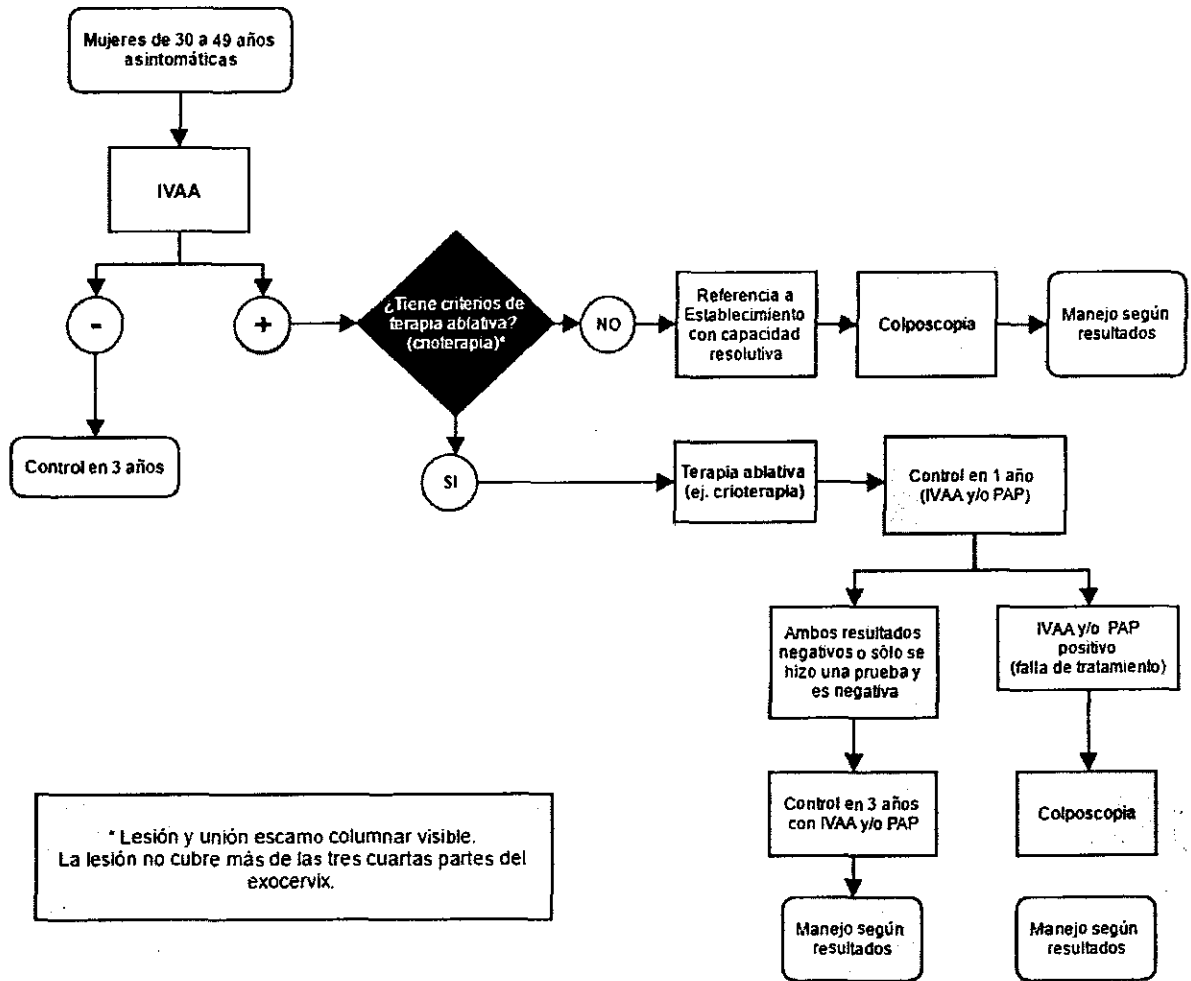 Mujeres de 30 a 49 años
asintomáticas
IVAA
-
+
¿Tiene criterios de
terapia ablativa?
(crioterapia)*
NO
Referencia a
Establecimiento
con capacidad
resolutiva
Colposcopia
Manejo según
resultados
Control en 3 años
SI
Terapia ablativa
(ej. crioterapia)
Control en 1 año
(IVAA y/o PAP)
Ambos resultados
negativos o sólo se
hizo una prueba y
es negativa
IVAA y/o PAP
positivo
(falla de tratamiento)
Control en 3 años
con IVAA y/o PAP
Colposcopia
* Lesión y unión escamo columnar visible.
La lesión no cubre más de las tres cuartas partes del
exocervix.
Manejo según
resultados
Manejo según
resultados